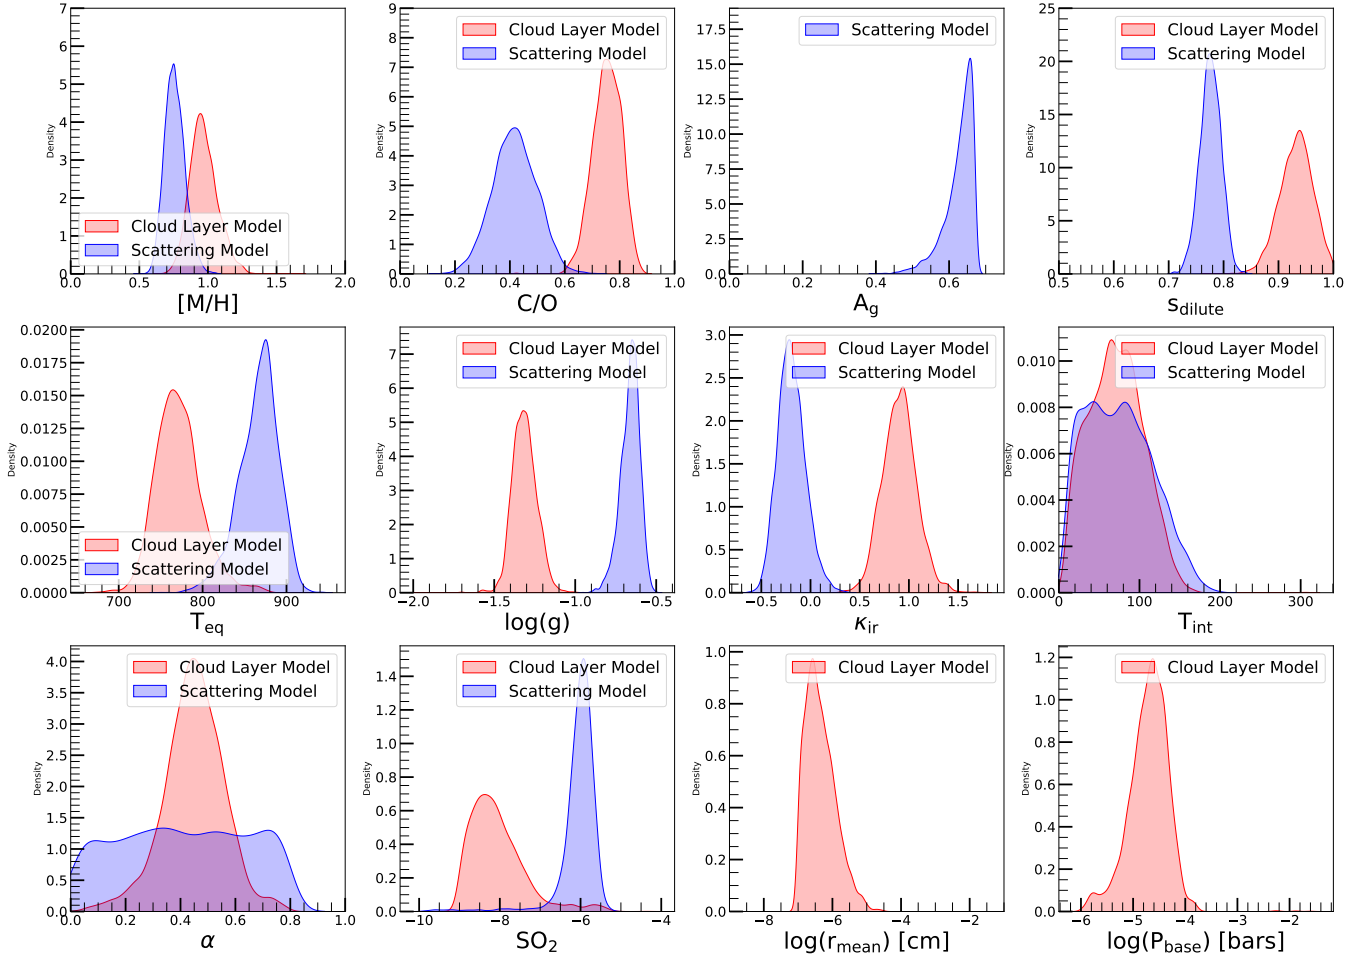 7
6
5
4
3
2
1
0
Density
Cloud Layer Model
Scattering Model
0.0 0.5 1.0 1.5 2.0
[M/H]
9
8
7
6
5
4
3
2
1
0
Density
Cloud Layer Model
Scattering Model
0.0 0.2 0.4 0.6 0.8 1.0
C/O
17.5
15.0
12.5
10.0
7.5
5.0
2.5
0.0
Density
Scattering Model
0.0 0.2 0.4 0.6
A_g
25
20
15
10
5
0
Density
Cloud Layer Model
Scattering Model
0.5 0.6 0.7 0.8 0.9 1.0
s_dilute
0.0200
0.0175
0.0150
0.0125
0.0100
0.0075
0.0050
0.0025
0.0000
Density
Cloud Layer Model
Scattering Model
700 800 900
T_eq
7
6
5
4
3
2
1
0
Density
Cloud Layer Model
Scattering Model
−2.0 −1.5 −1.0 −0.5
log(g)
3.0
2.5
2.0
1.5
1.0
0.5
0.0
Density
Cloud Layer Model
Scattering Model
−0.5 0.0 0.5 1.0 1.5
κ_ir
0.010
0.008
0.006
0.004
0.002
0.000
Density
Cloud Layer Model
Scattering Model
0 100 200 300
T_int
4.0
3.5
3.0
2.5
2.0
1.5
1.0
0.5
0.0
Density
Cloud Layer Model
Scattering Model
0.0 0.2 0.4 0.6 0.8 1.0
α
1.4
1.2
1.0
0.8
0.6
0.4
0.2
0.0
Density
Cloud Layer Model
Scattering Model
−10 −8 −6 −4
SO₂
1.0
0.8
0.6
0.4
0.2
0.0
Density
Cloud Layer Model
−8 −6 −4 −2
log(r_mean) [cm]
1.2
1.0
0.8
0.6
0.4
0.2
0.0
Density
Cloud Layer Model
−6 −5 −4 −3 −2
log(P_base) [bars]